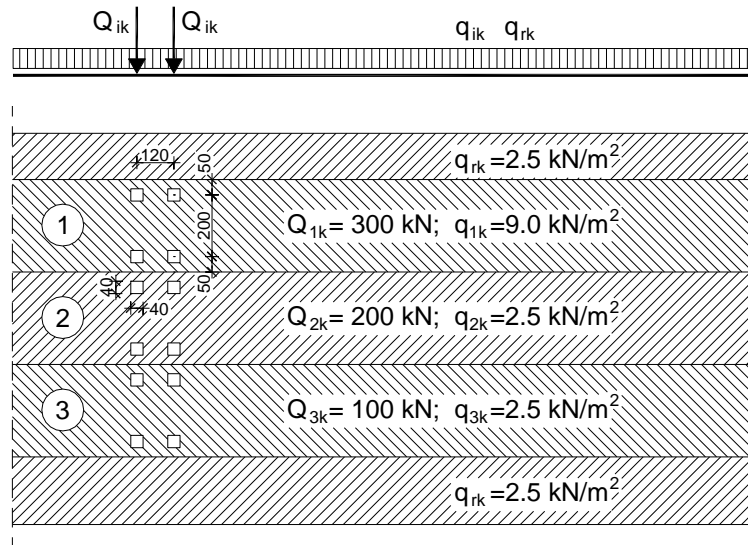 Q ik Q ik q ik q rk
120
50
q rk =2.5 kN/m²
1
200
Q 1k = 300 kN; q 1k = 9.0 kN/m²
50
40
40
2
Q 2k = 200 kN; q 2k = 2.5 kN/m²
3
Q 3k = 100 kN; q 3k = 2.5 kN/m²
q rk =2.5 kN/m²